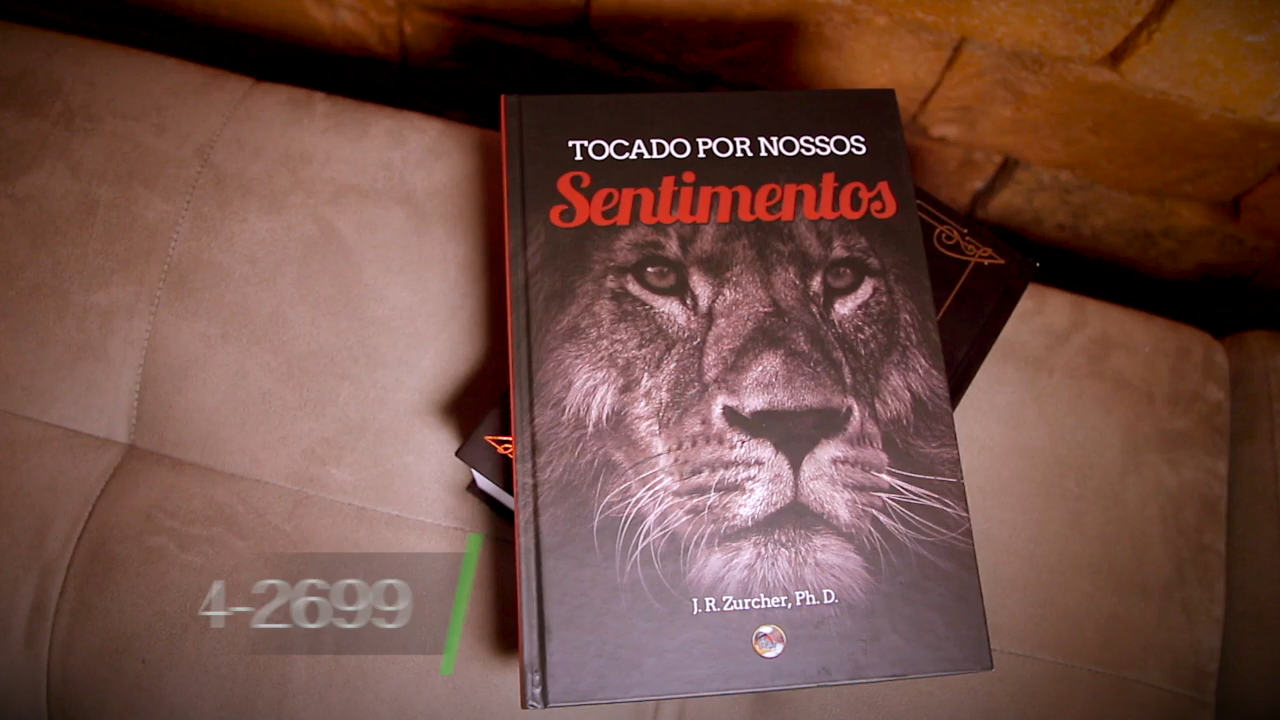 TOCADO POR NOSSOS
Sentimentos
J. R. Zurcher, Ph. D.
4-2699